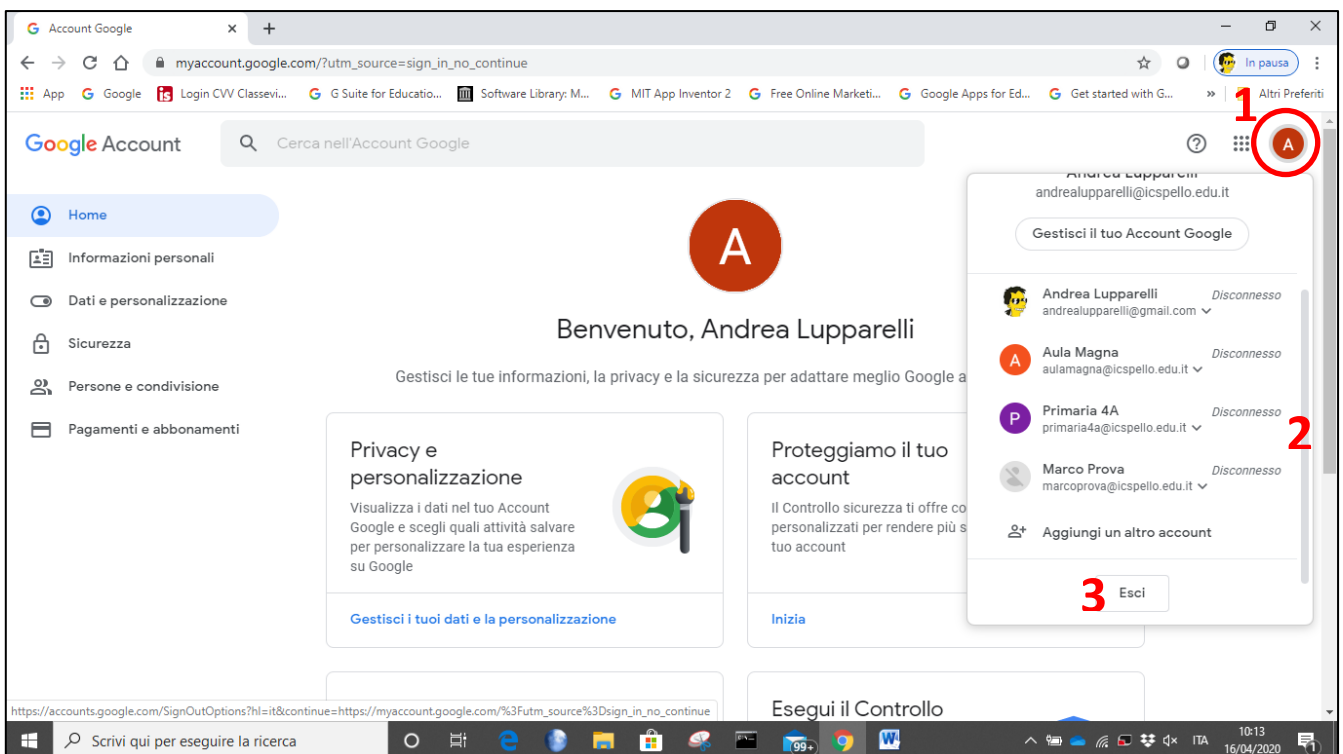 Account Google
myaccount.google.com/?utm_source=sign_in_no_continue
In pausa
App Google Login CVV Classevi... G Suite for Educatio... Software Library: M... MIT App Inventor 2 Free Online Marketi... Google Apps for Ed... Get started with G... » Altri Preferiti
1
Google Account
Cerca nell'Account Google
A
Home
Informazioni personali
Dati e personalizzazione
Sicurezza
Persone e condivisione
Pagamenti e abbonamenti
A
Benvenuto, Andrea Lupparelli
Gestisci le tue informazioni, la privacy e la sicurezza per adattare meglio Google a
Privacy e
personalizzazione
Visualizza i dati nel tuo Account
Google e scegli quali attività salvare
per personalizzare la tua esperienza
su Google
Gestisci i tuoi dati e la personalizzazione
Proteggiamo il tuo
account
Il Controllo sicurezza ti offre co
personalizzati per rendere più s
tuo account
Inizia
Esegui il Controllo
Andrea Lupparelli
andrealupparelli@icspello.edu.it
Gestisci il tuo Account Google
Andrea Lupparelli Disconnesso
andrealupparelli@gmail.com
A
Aula Magna Disconnesso
aulamagna@icspello.edu.it
P
Primaria 4A Disconnesso
primaria4a@icspello.edu.it
2
Marco Prova Disconnesso
marcoprova@icspello.edu.it
Aggiungi un altro account
3 Esci
https://accounts.google.com/SignOutOptions?hl=it&continue=https://myaccount.google.com/%3Futm_source%3Dsign_in_no_continue
Scrivi qui per eseguire la ricerca
99+
ITA
10:13
16/04/2020